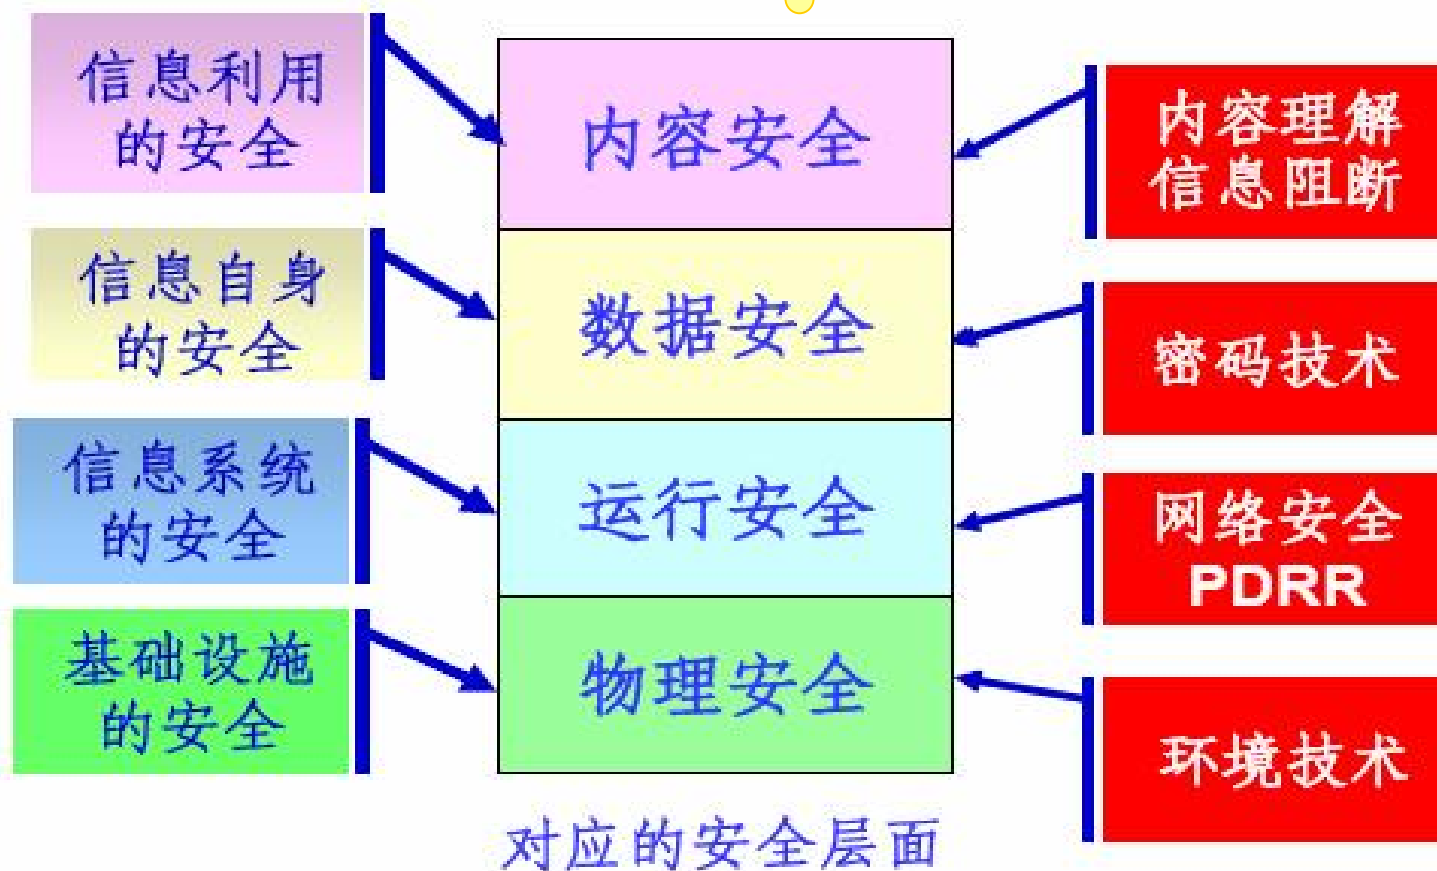 信息利用
的安全
内容安全
内容理解
信息阻断
信息自身
的安全
数据安全
密码技术
信息系统
的安全
运行安全
网络安全
PDRR
基础设施
的安全
物理安全
环境技术
对应的安全层面